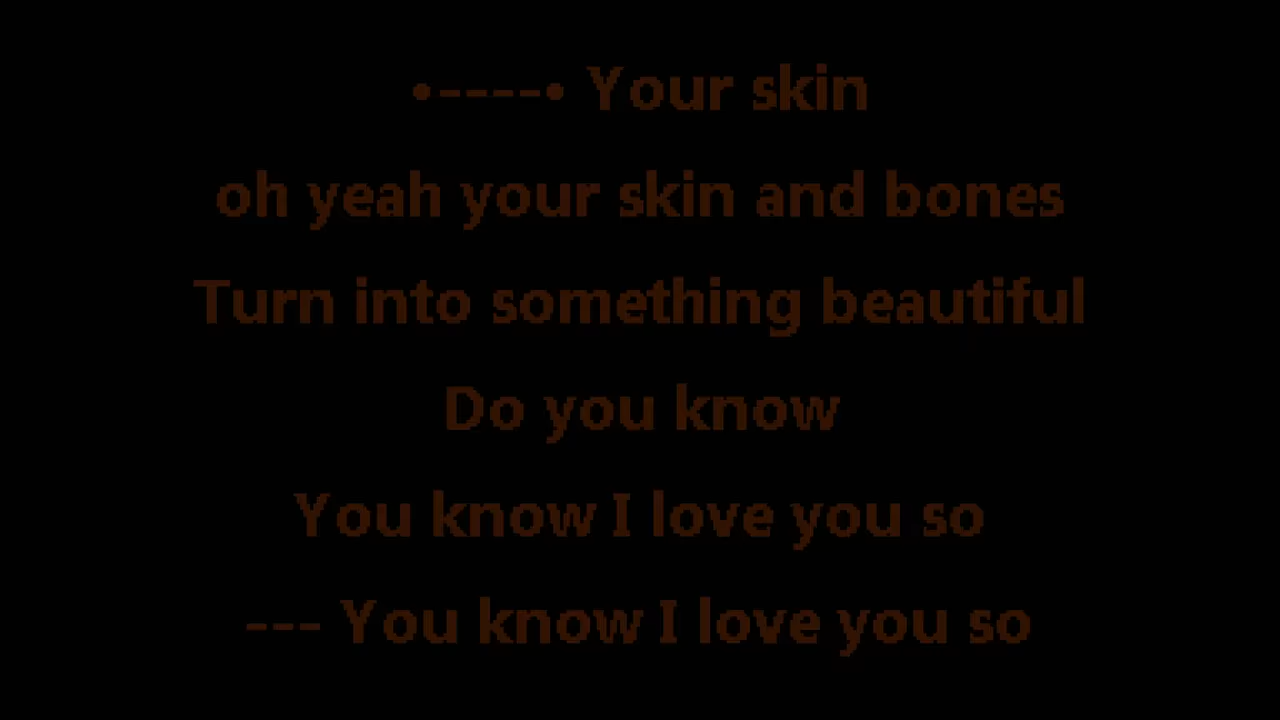 •----• Your skin
oh yeah your skin and bones
Turn into something beautiful
Do you know
You know I love you so
--- You know I love you so